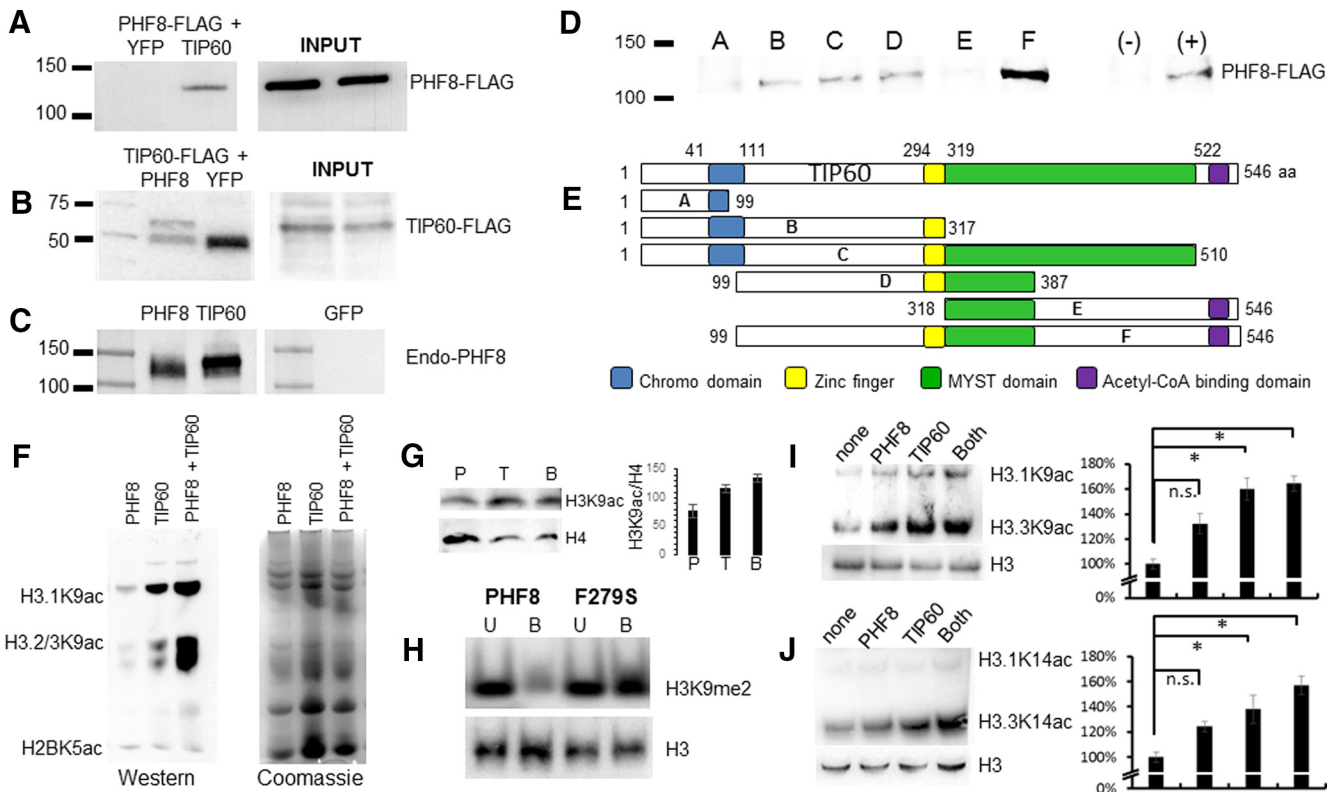 A
PHF8-FLAG +
YFP TIP60
INPUT
150
100
PHF8-FLAG
B
TIP60-FLAG +
PHF8 YFP
INPUT
75
50
TIP60-FLAG
C
PHF8 TIP60
GFP
150
100
Endo-PHF8
D
150
100
A B C D E F (-) (+)
PHF8-FLAG
E
41 111 294 319 522
1 TIP60 546 aa
1 A 99
1 B 317
1 C 510
99 D 387
318 E 546
99 F 546
Chromo domain Zinc finger MYST domain Acetyl-CoA binding domain
F
PHF8 TIP60 PHF8 + TIP60
PHF8 TIP60 PHF8 + TIP60
H3.1K9ac
H3.2/3K9ac
H2BK5ac
Western
Coomassie
G
P T B
H3K9ac
H4
H3K9ac/H4
150
100
50
0
P T B
H
PHF8 F279S
U B U B
H3K9me2
H3
I
none PHF8 TIP60 Both
H3.1K9ac
H3.3K9ac
H3
180%
160%
140%
120%
100%
0%
*
*
n.s.
J
none PHF8 TIP60 Both
H3.1K14ac
H3.3K14ac
H3
180%
160%
140%
120%
100%
0%
*
*
n.s.